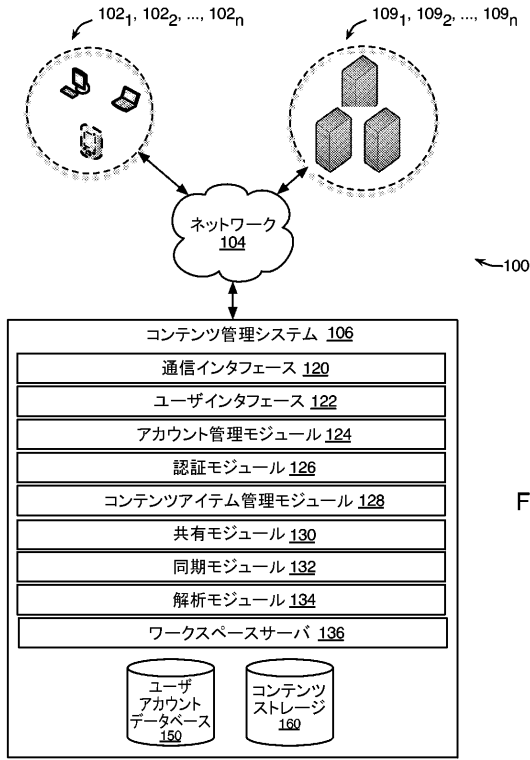 102₁, 102₂, ..., 102ₙ
109₁, 109₂, ..., 109ₙ
ネットワーク
104
100
コンテンツ管理システム 106
通信インタフェース 120
ユーザインタフェース 122
アカウント管理モジュール 124
認証モジュール 126
コンテンツアイテム管理モジュール 128
F
共有モジュール 130
同期モジュール 132
解析モジュール 134
ワークスペースサーバ 136
ユーザ
アカウント
データベース
150
コンテンツ
ストレージ
160